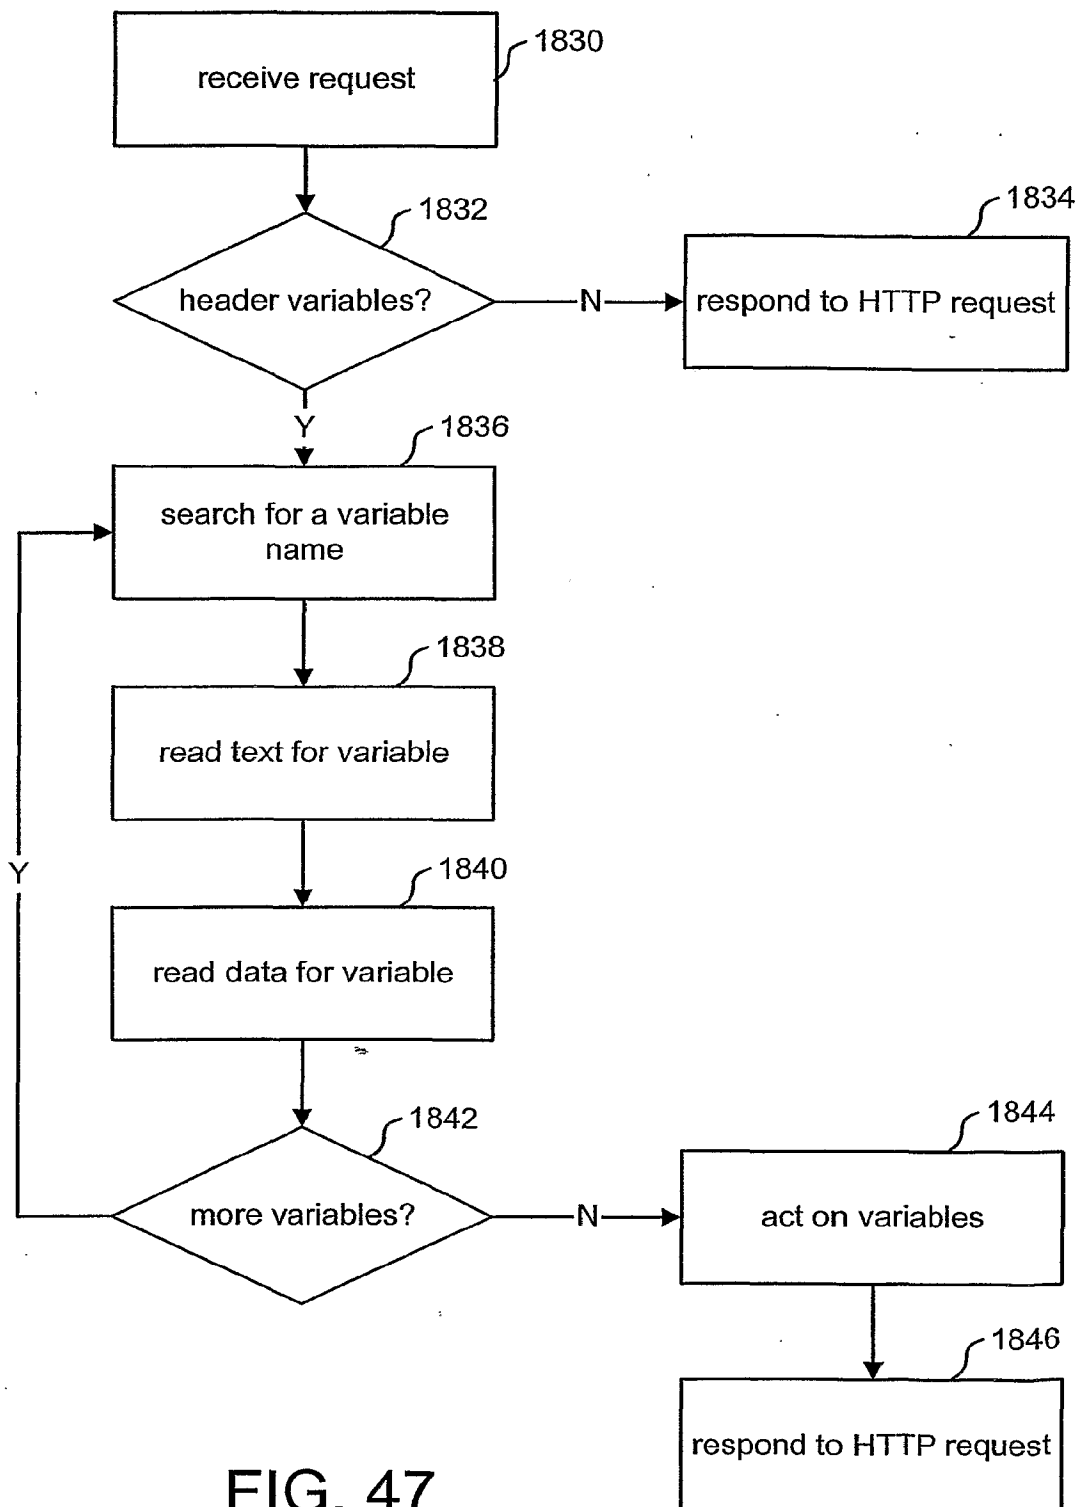 1830
receive request
1832
1834
header variables?
N
respond to HTTP request
Y
1836
search for a variable
name
1838
read text for variable
Y
1840
read data for variable
1842
1844
more variables?
N
act on variables
1846
respond to HTTP request
FIG. 47